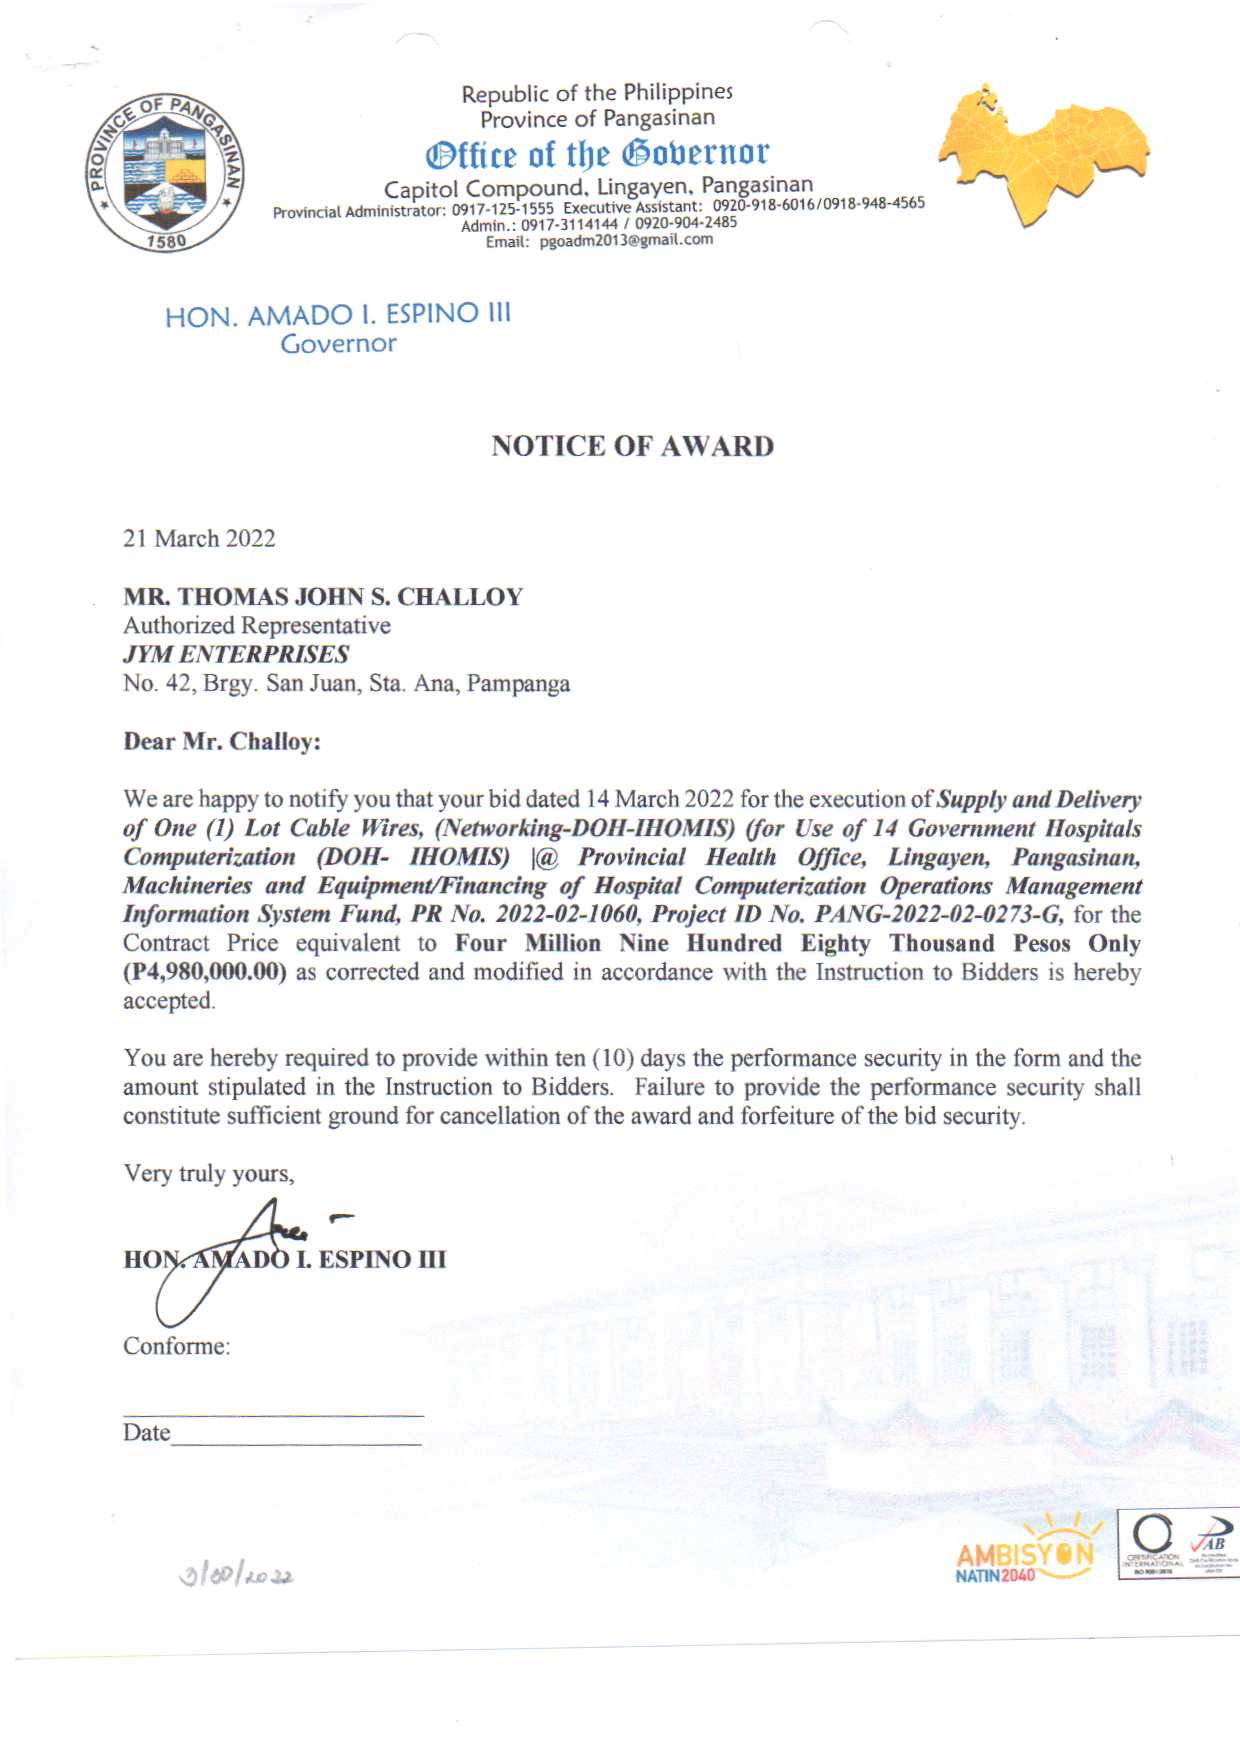 PROVINCE OF PANGASINAN
1580
Republic of the Philippines
Province of Pangasinan
Office of the Governor
Capitol Compound, Lingayen, Pangasinan
Provincial Administrator: 0917-125-1555 Executive Assistant: 0920-918-6016/0918-948-4565
Admin.: 0917-3114144 / 0920-904-2485
Email: pgoadm2013@gmail.com
HON. AMADO I. ESPINO III
Governor
NOTICE OF AWARD
21 March 2022
MR. THOMAS JOHN S. CHALLOY
Authorized Representative
JYM ENTERPRISES
No. 42, Brgy. San Juan, Sta. Ana, Pampanga
Dear Mr. Challoy:
We are happy to notify you that your bid dated 14 March 2022 for the execution of Supply and Delivery
of One (1) Lot Cable Wires, (Networking-DOH-IHOMIS) (for Use of 14 Government Hospitals
Computerization (DOH- IHOMIS) |@ Provincial Health Office, Lingayen, Pangasinan,
Machineries and Equipment/Financing of Hospital Computerization Operations Management
Information System Fund, PR No. 2022-02-1060, Project ID No. PANG-2022-02-0273-G, for the
Contract Price equivalent to Four Million Nine Hundred Eighty Thousand Pesos Only
(P4,980,000.00) as corrected and modified in accordance with the Instruction to Bidders is hereby
accepted.
You are hereby required to provide within ten (10) days the performance security in the form and the
amount stipulated in the Instruction to Bidders. Failure to provide the performance security shall
constitute sufficient ground for cancellation of the award and forfeiture of the bid security.
Very truly yours,
HON. AMADO I. ESPINO III
Conforme:
Date
AMBISYON
NATIN 2040
CERTIFICATION
INTERNATIONAL
ISO 9001:2015
JAB